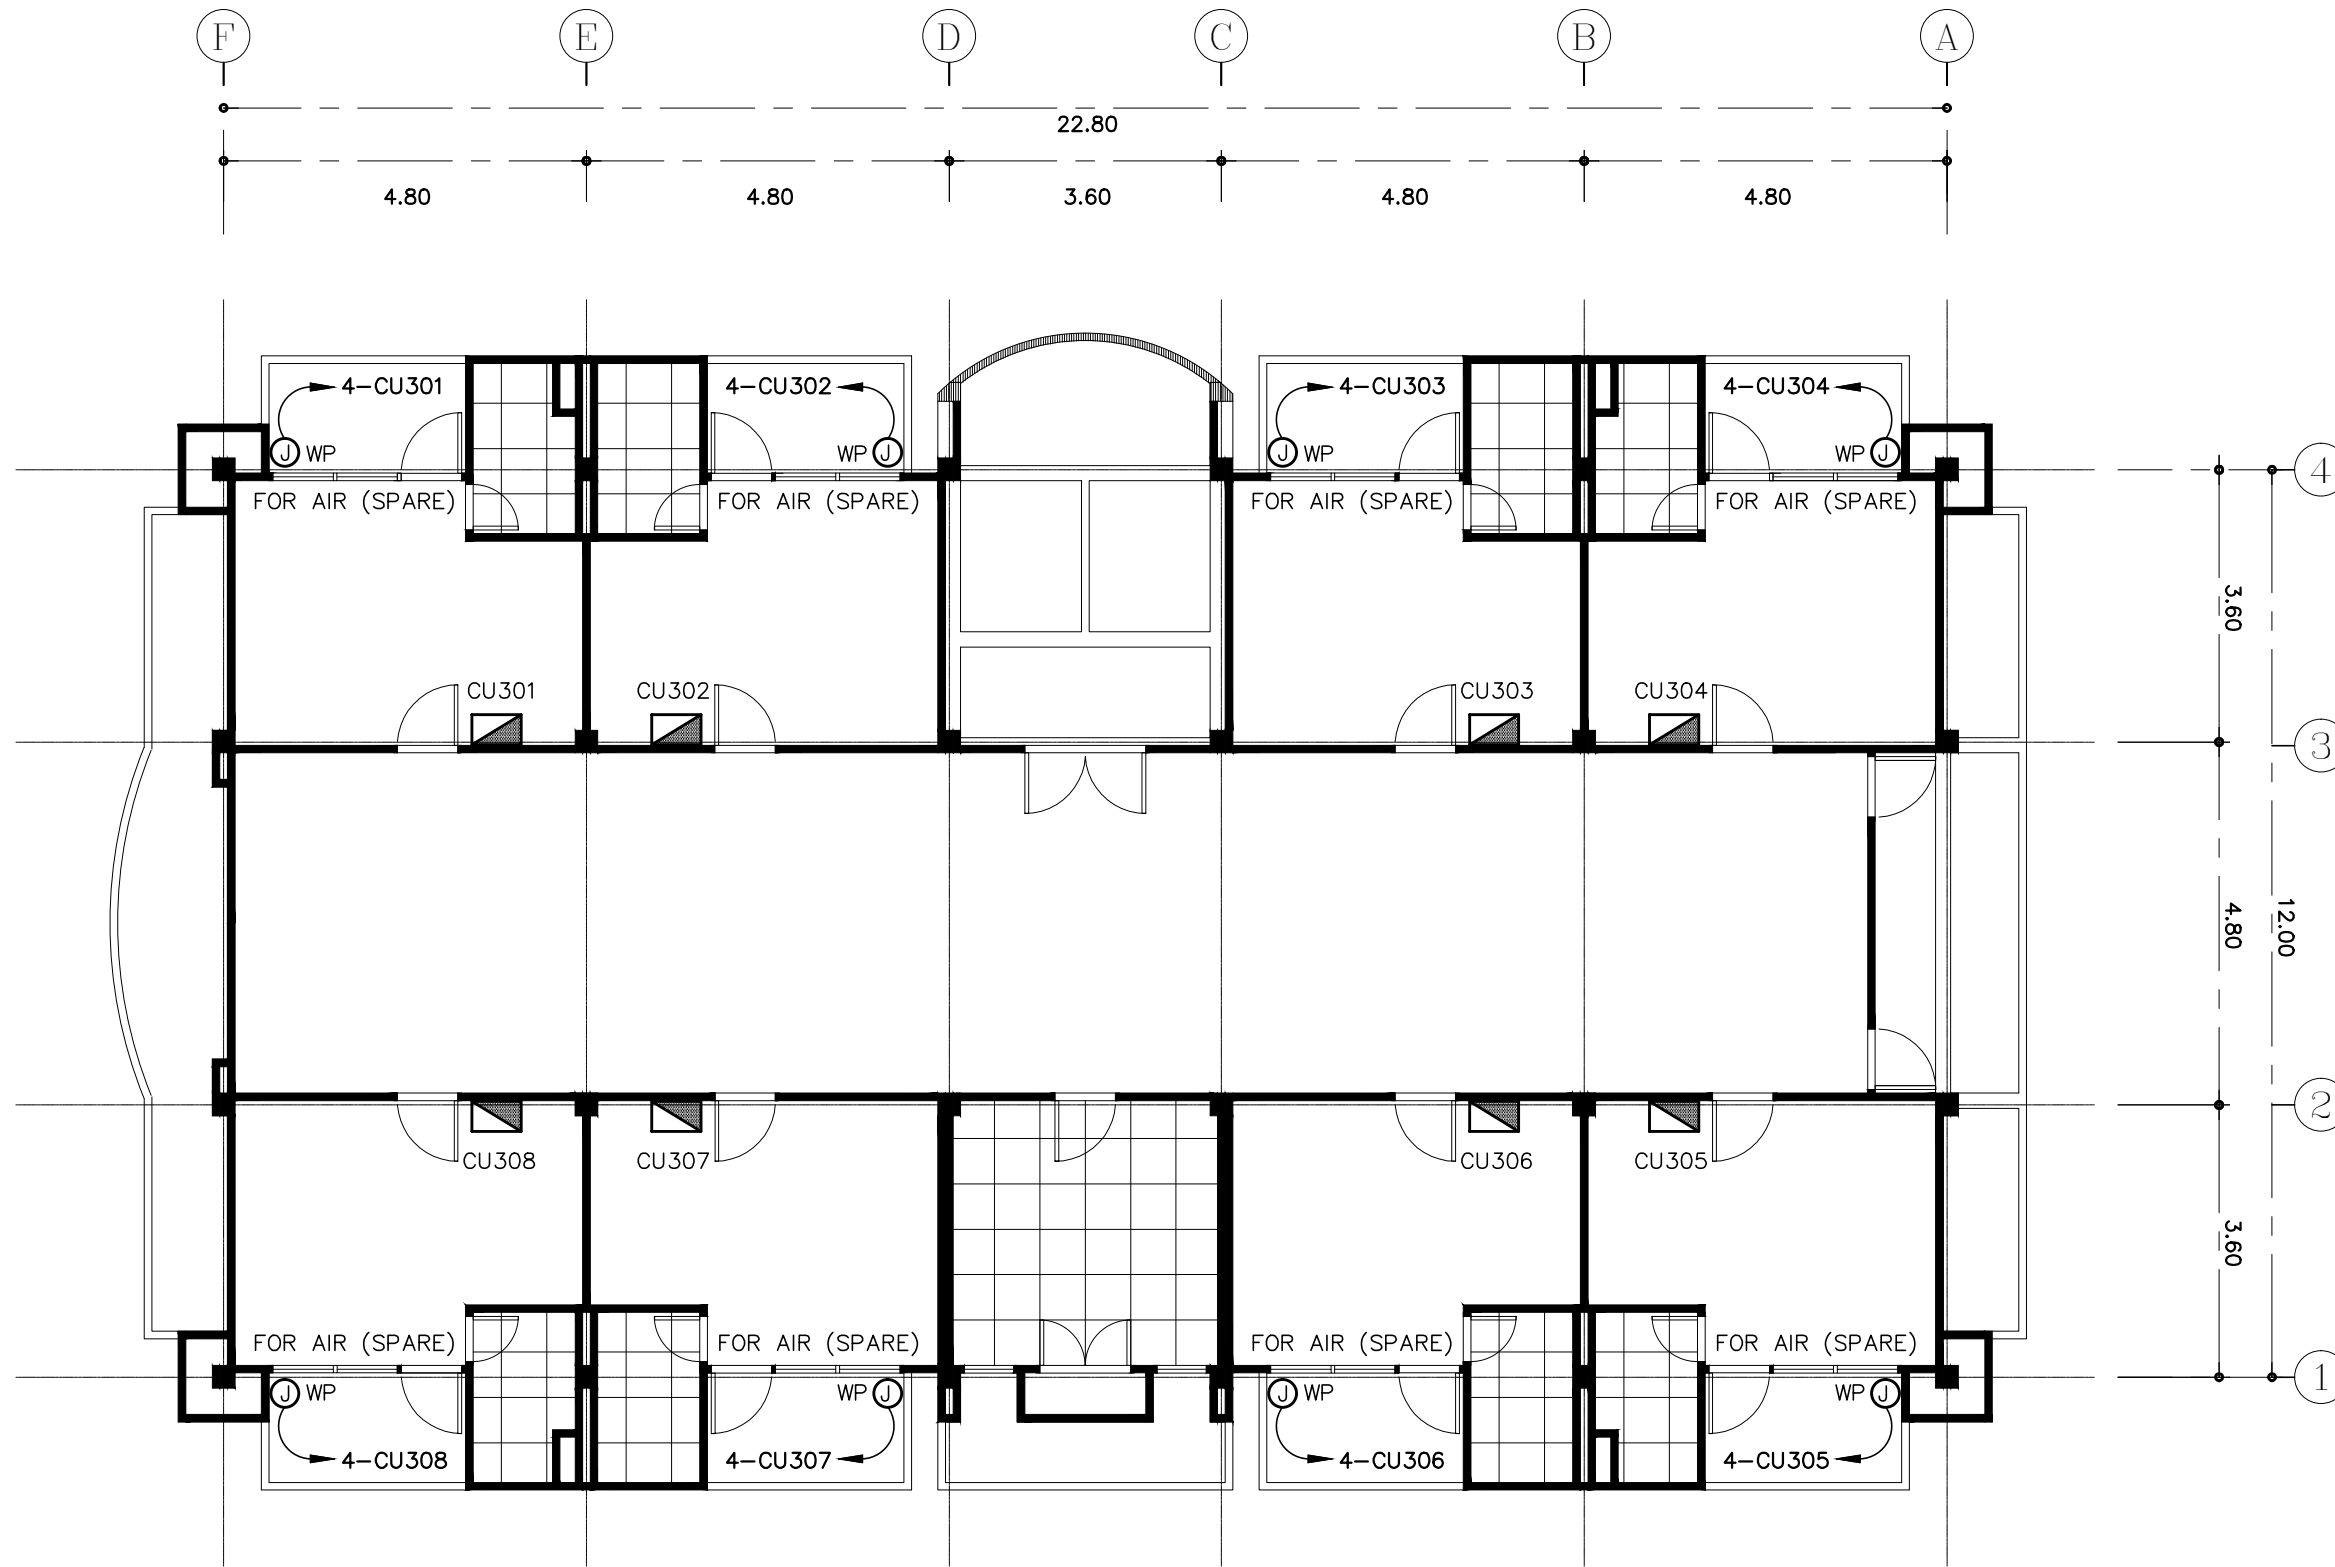 F E D C B A
22.80
4.80 4.80 3.60 4.80 4.80
4-CU301 4-CU302 4-CU303 4-CU304
J WP WP J J WP WP J
4
FOR AIR (SPARE) FOR AIR (SPARE) FOR AIR (SPARE) FOR AIR (SPARE)
3.60
CU301 CU302 CU303 CU304
3
4.80
12.00
2
CU308 CU307 CU306 CU305
3.60
FOR AIR (SPARE) FOR AIR (SPARE) FOR AIR (SPARE) FOR AIR (SPARE)
1
J WP WP J J WP WP J
4-CU308 4-CU307 4-CU306 4-CU305